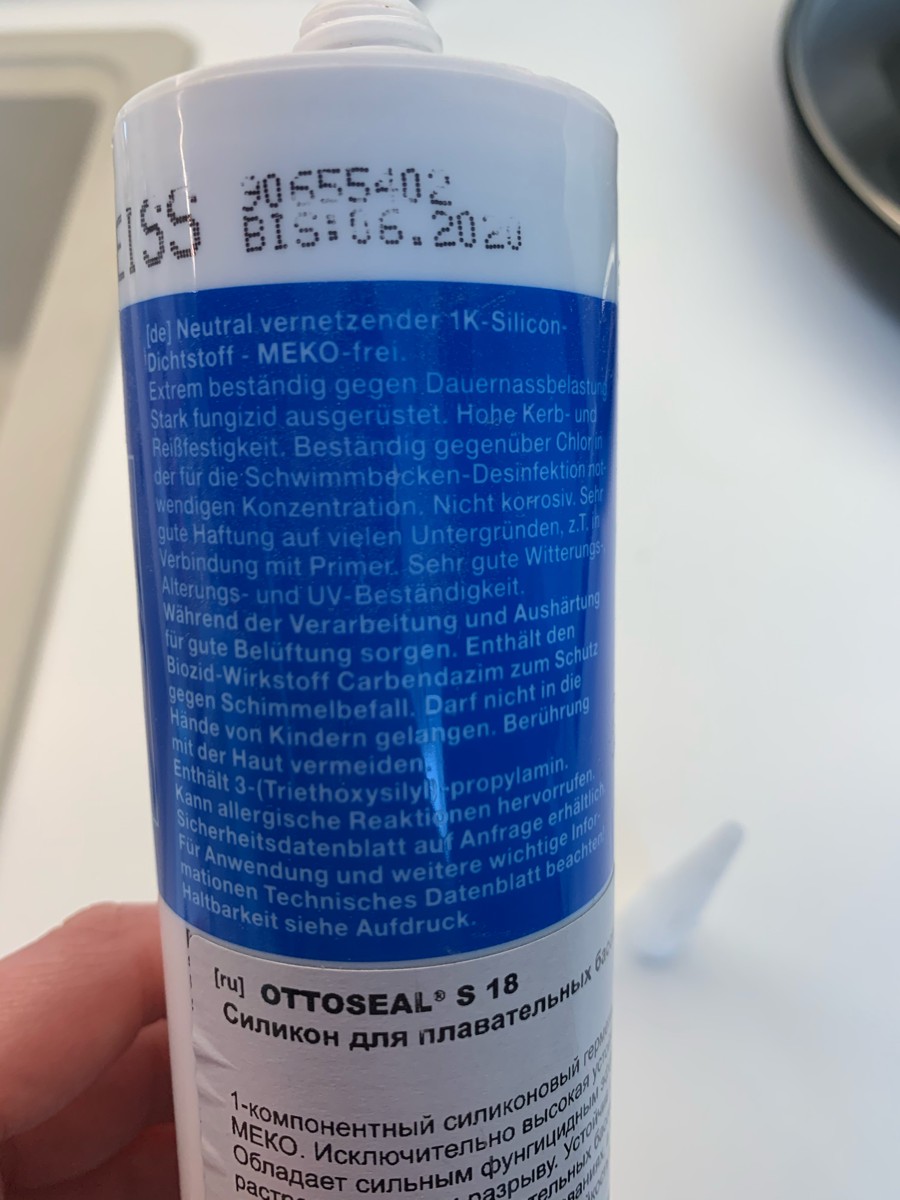 EISS
90655402
BIS:06.2020
[de] Neutral vernetzender 1K-Silicon-
Dichtstoff - MEKO-frei.
Extrem beständig gegen Dauernassbelastung
Stark fungizid ausgerüstet. Hohe Kerb- und
Reißfestigkeit. Beständig gegenüber Chlor in
der für die Schwimmbecken-Desinfektion not-
wendigen Konzentration. Nicht korrosiv. Sehr
gute Haftung auf vielen Untergründen, z.T. in
Verbindung mit Primer. Sehr gute Witterungs-,
Alterungs- und UV-Beständigkeit.
Während der Verarbeitung und Aushärtung
für gute Belüftung sorgen. Enthält den
Biozid-Wirkstoff Carbendazim zum Schutz
gegen Schimmelbefall. Darf nicht in die
Hände von Kindern gelangen. Berührung
mit der Haut vermeiden.
Enthält 3-(Triethoxysilyl)-propylamin.
Kann allergische Reaktionen hervorrufen.
Sicherheitsdatenblatt auf Anfrage erhältlich.
Für Anwendung und weitere wichtige Infor-
mationen Technisches Datenblatt beachten!
Haltbarkeit siehe Aufdruck.
[ru] OTTOSEAL® S 18
Силикон для плавательных бас
1-компонентный силиконовый герме
МЕКО. Исключительно высокая усто
Обладает сильным фунгицидным
разрыву.